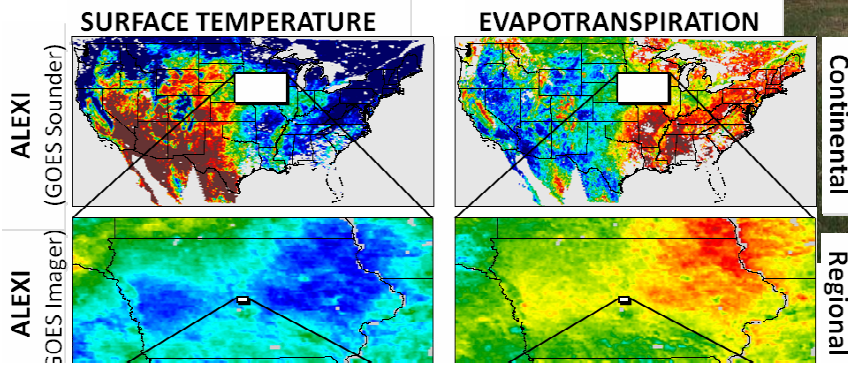 SURFACE TEMPERATURE
EVAPOTRANSPIRATION
ALEXI
(GOES Sounder)
Continental
ALEXI
GOES Imager)
Regional